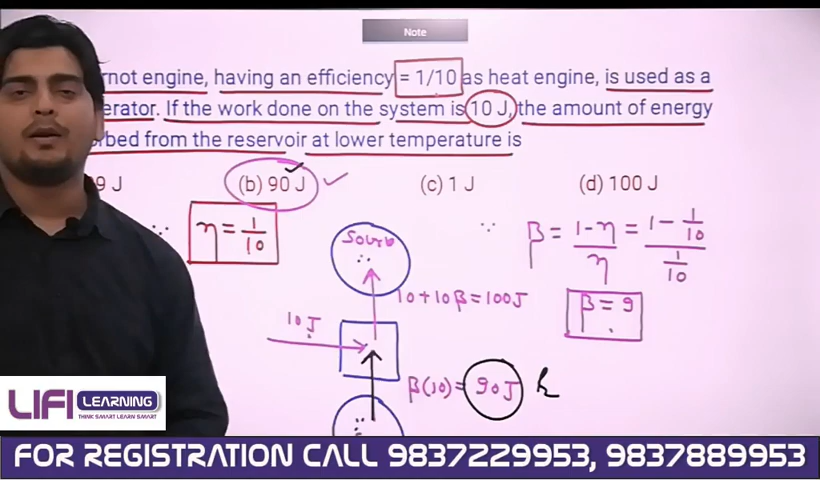 Note
rnot engine, having an efficiency = 1/10 as heat engine, is used as a
erator. If the work done on the system is 10 J, the amount of energy
rbed from the reservoir at lower temperature is
9 J (b) 90 J (c) 1 J (d) 100 J
η = 1/10
β = 1-η/η = 1-1/10/1/10
β = 9
10+10β = 100J
10 J
β(10) = 90J
LIFI LEARNING
THINK SMART LEARN SMART
FOR REGISTRATION CALL 9837229953, 9837889953